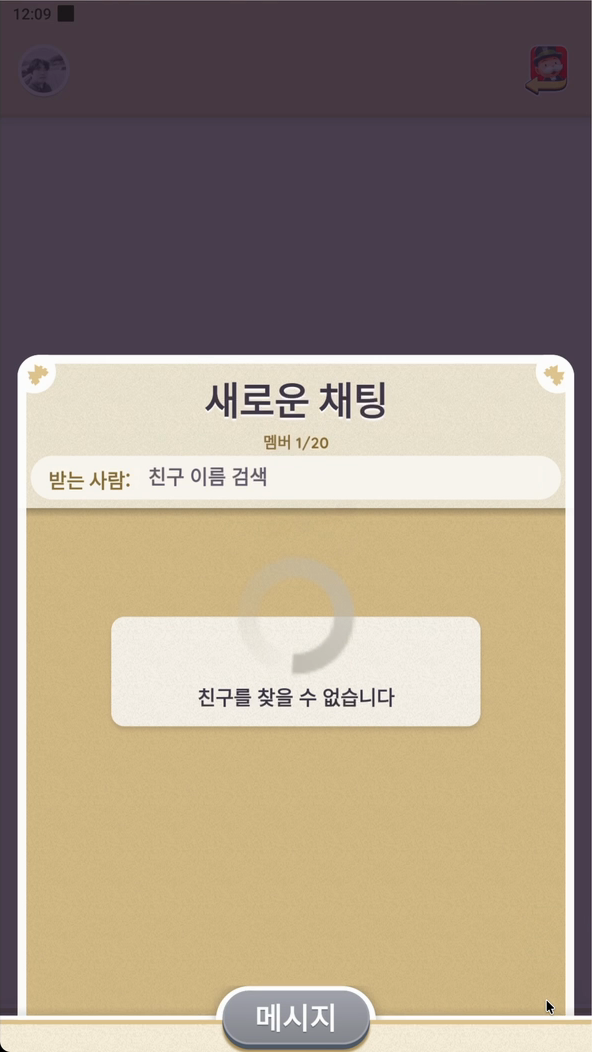 12:09
새로운 채팅
멤버 1/20
받는 사람: 친구 이름 검색
친구를 찾을 수 없습니다
메시지